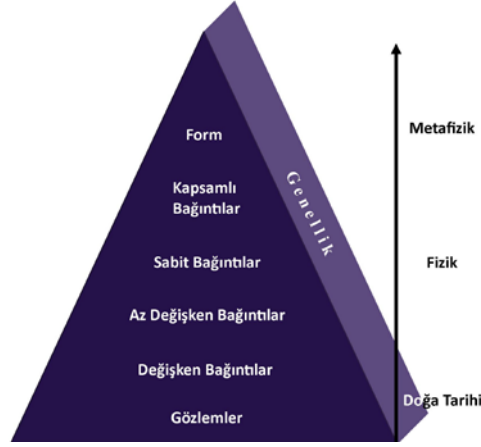 Form
Kapsamlı
Bağıntılar
Sabit Bağıntılar
Az Değişken Bağıntılar
Değişken Bağıntılar
Gözlemler
Genellik
Metafizik
Fizik
Doğa Tarihi